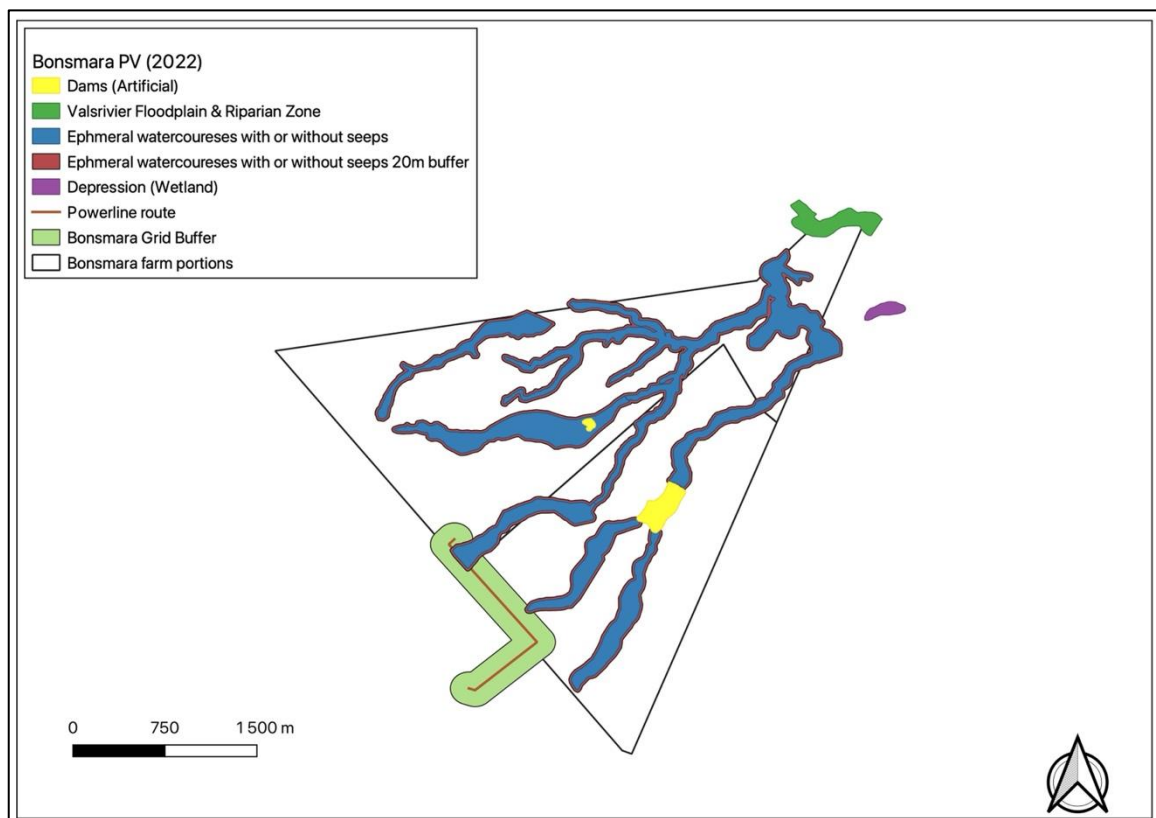 Bonsmara PV (2022)
Dams (Artificial)
Valsrivier Floodplain & Riparian Zone
Ephmeral watercoureses with or without seeps
Ephmeral watercoureses with or without seeps 20m buffer
Depression (Wetland)
Powerline route
Bonsmara Grid Buffer
Bonsmara farm portions
0 750 1 500 m